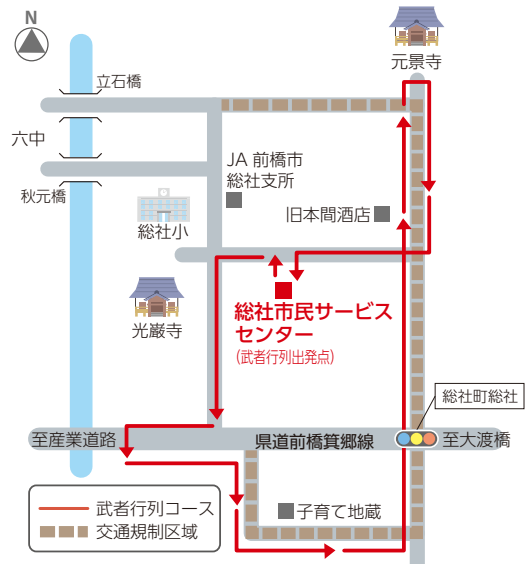 N
元景寺
立石橋
六中
JA 前橋市
総社支所
秋元橋
旧本間酒店
総社小
総社市民サービス
センター
(武者行列出発点)
光巌寺
総社町総社
至産業道路
県道前橋箕郷線
至大渡橋
武者行列コース
交通規制区域
子育て地蔵